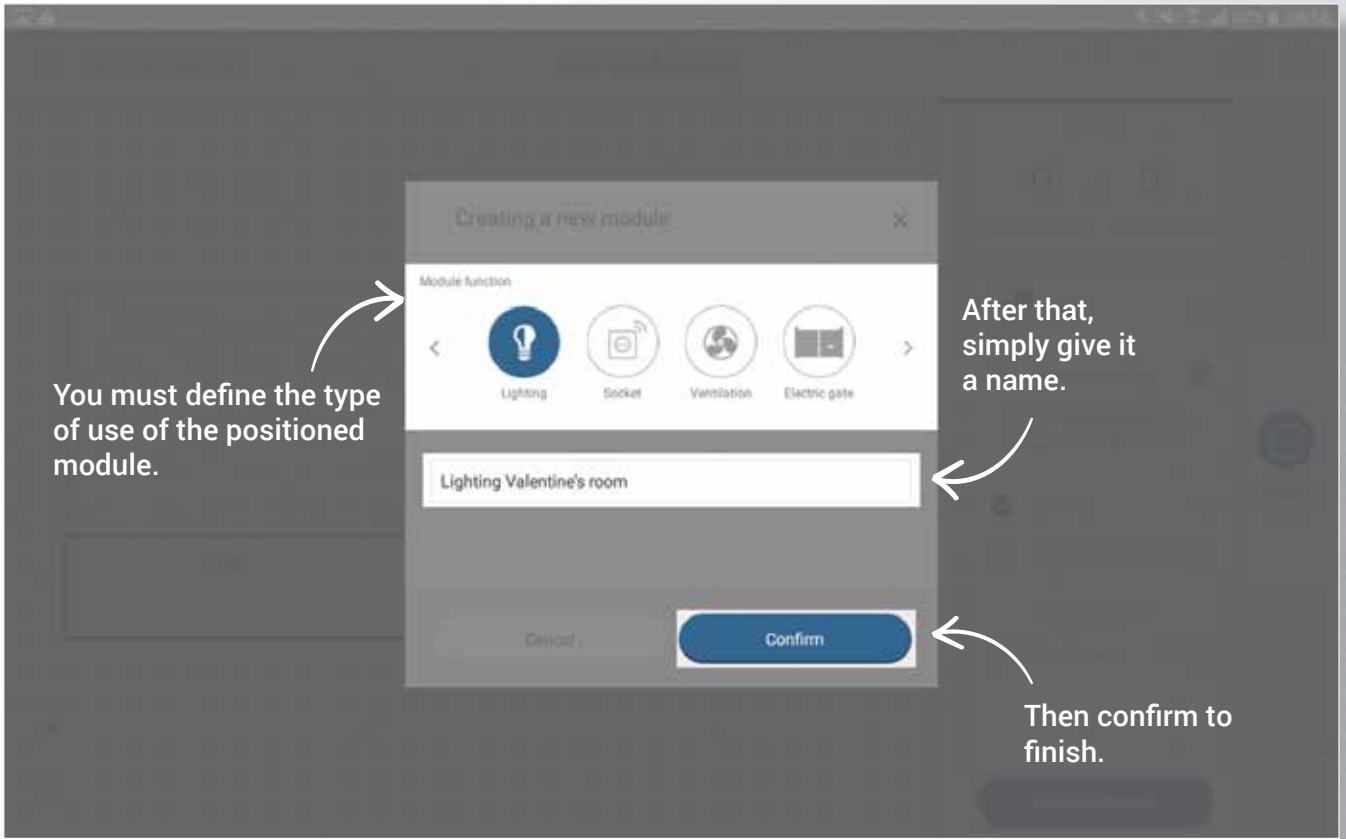 Creating a new module
Module function
Lighting
Socket
Ventilation
Electric gate
You must define the type
of use of the positioned
module.
After that,
simply give it
a name.
Lighting Valentine's room
Cancel
Confirm
Then confirm to
finish.